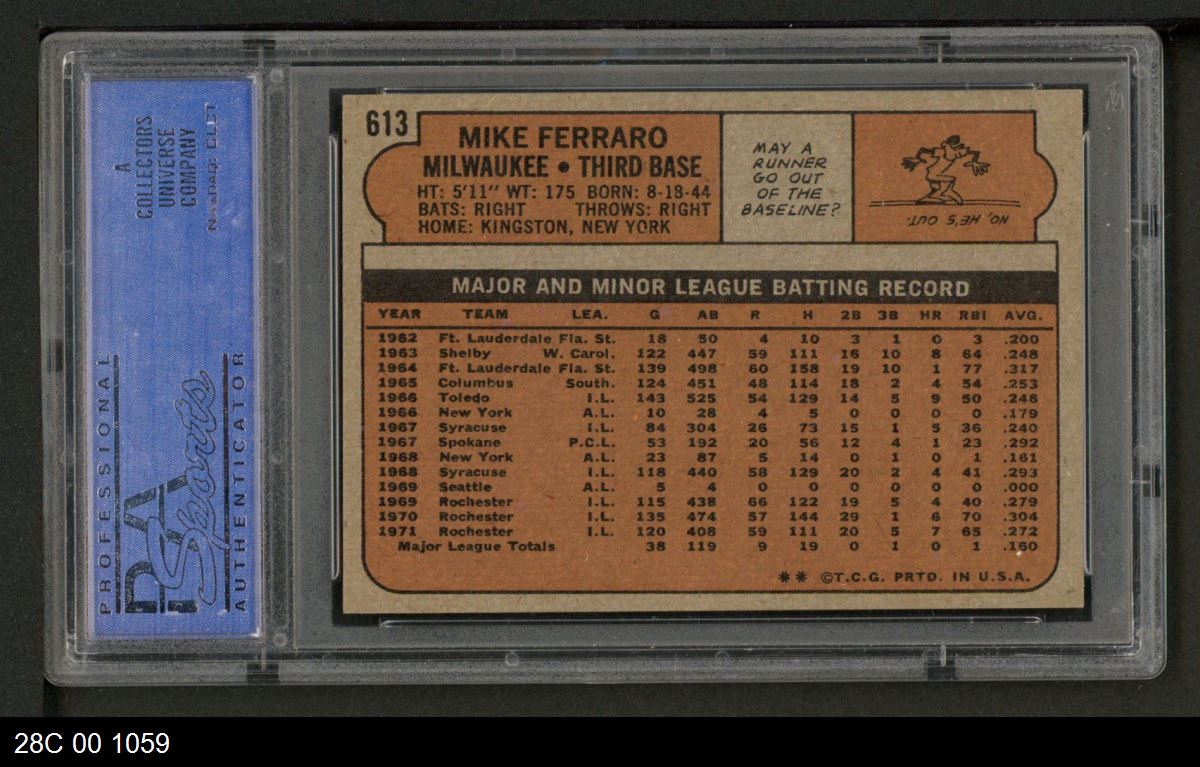 A
COLLECTORS
UNIVERSE
COMPANY
NASDAQ: CLCT
PROFESSIONAL
PSA
Sports
AUTHENTICATOR
613
MIKE FERRARO
MILWAUKEE • THIRD BASE
HT: 5'11" WT: 175 BORN: 8-18-44
BATS: RIGHT THROWS: RIGHT
HOME: KINGSTON, NEW YORK
MAY A
RUNNER
GO OUT
OF THE
BASELINE?
NO, HE'S OUT.
MAJOR AND MINOR LEAGUE BATTING RECORD
YEAR TEAM LEA. G AB R H 2B 3B HR RBI AVG.
1962 Ft. Lauderdale Fla. St. 18 50 4 10 3 1 0 3 .200
1963 Shelby W. Carol. 122 447 59 111 16 10 8 64 .248
1964 Ft. Lauderdale Fla. St. 139 498 60 158 19 10 1 77 .317
1965 Columbus South. 124 451 48 114 18 2 4 54 .253
1966 Toledo I.L. 143 525 54 129 14 5 9 50 .246
1966 New York A.L. 10 28 4 5 0 0 0 0 .179
1967 Syracuse I.L. 84 304 26 73 15 1 5 36 .240
1967 Spokane P.C.L. 53 192 20 56 12 4 1 23 .292
1968 New York A.L. 23 87 5 14 0 1 0 1 .161
1968 Syracuse I.L. 118 440 58 129 20 2 4 41 .293
1969 Seattle A.L. 5 4 0 0 0 0 0 0 .000
1969 Rochester I.L. 115 438 66 122 19 5 4 40 .279
1970 Rochester I.L. 135 474 57 144 29 1 6 70 .304
1971 Rochester I.L. 120 408 59 111 20 5 7 65 .272
Major League Totals 38 119 9 19 0 1 0 1 .160
** ©T.C.G. PRTD. IN U.S.A.
28C 00 1059